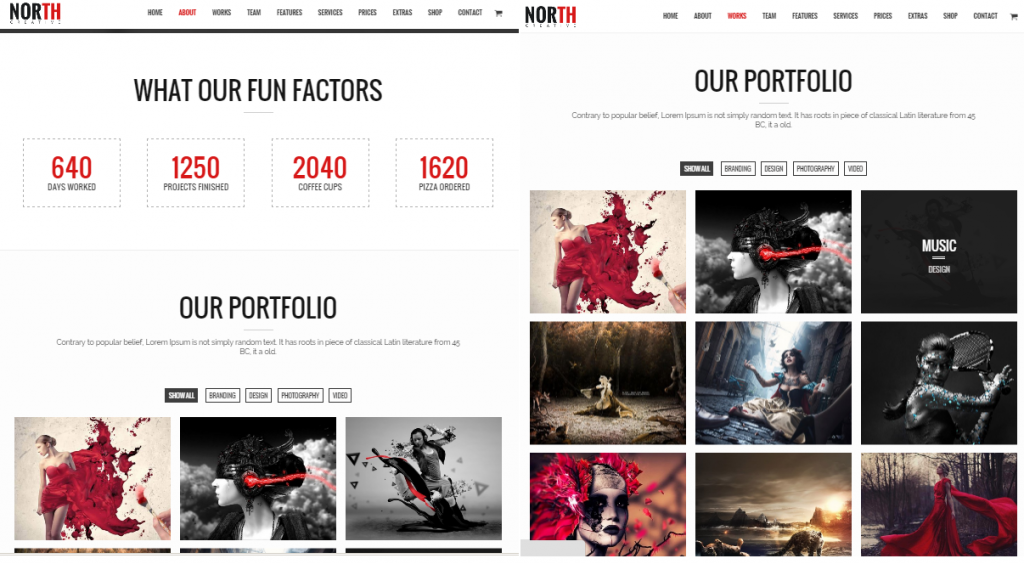 NORTH
CREATIVE
HOME ABOUT WORKS TEAM FEATURES SERVICES PRICES EXTRAS SHOP CONTACT
WHAT OUR FUN FACTORS
640 1250 2040 1620
DAYS WORKED PROJECTS FINISHED COFFEE CUPS PIZZA ORDERED
OUR PORTFOLIO
Contrary to popular belief, Lorem Ipsum is not simply random text. It has roots in piece of classical Latin literature from 45
BC, it a old.
SHOW ALL BRANDING DESIGN PHOTOGRAPHY VIDEO
NORTH
CREATIVE
HOME ABOUT WORKS TEAM FEATURES SERVICES PRICES EXTRAS SHOP CONTACT
OUR PORTFOLIO
Contrary to popular belief, Lorem Ipsum is not simply random text. It has roots in piece of classical Latin literature from 45
BC, it a old.
SHOW ALL BRANDING DESIGN PHOTOGRAPHY VIDEO
MUSIC
DESIGN